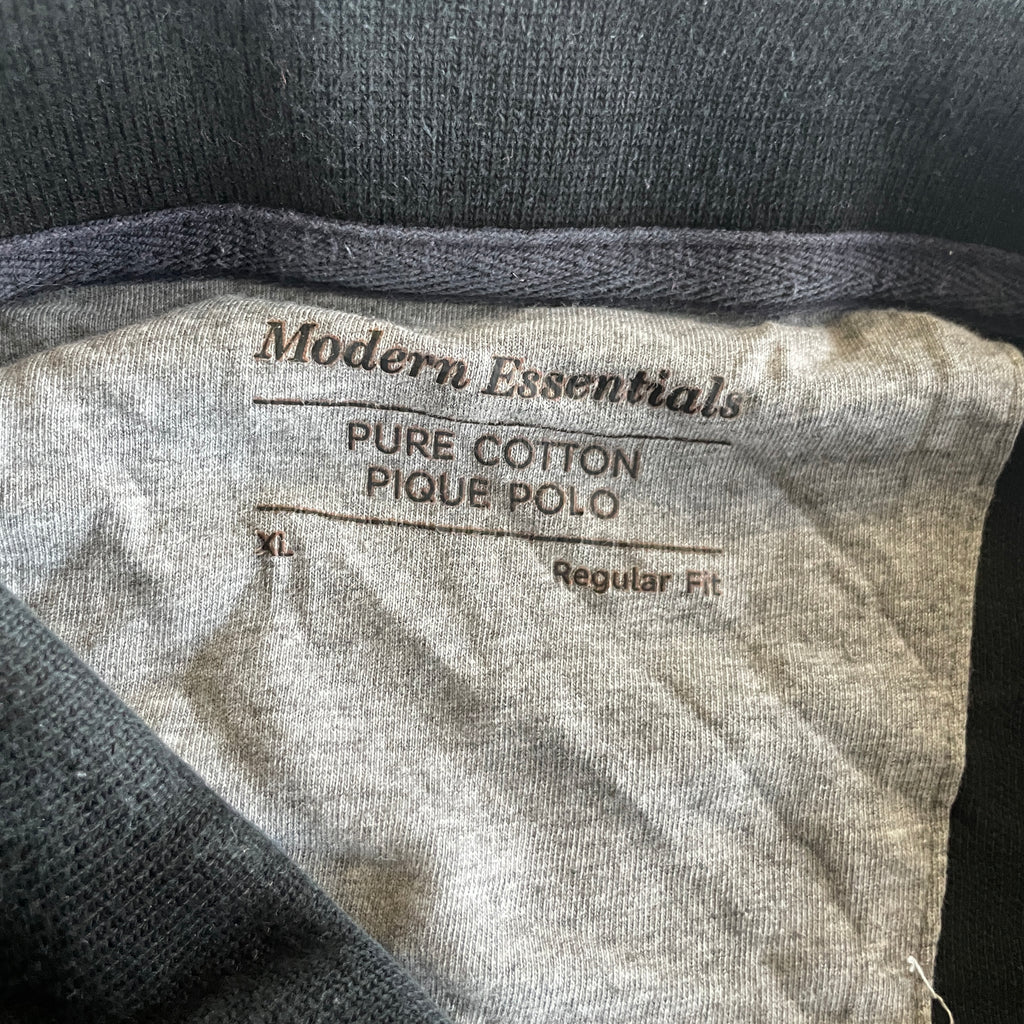 Modern Essentials
PURE COTTON
PIQUE POLO
XL
Regular Fit